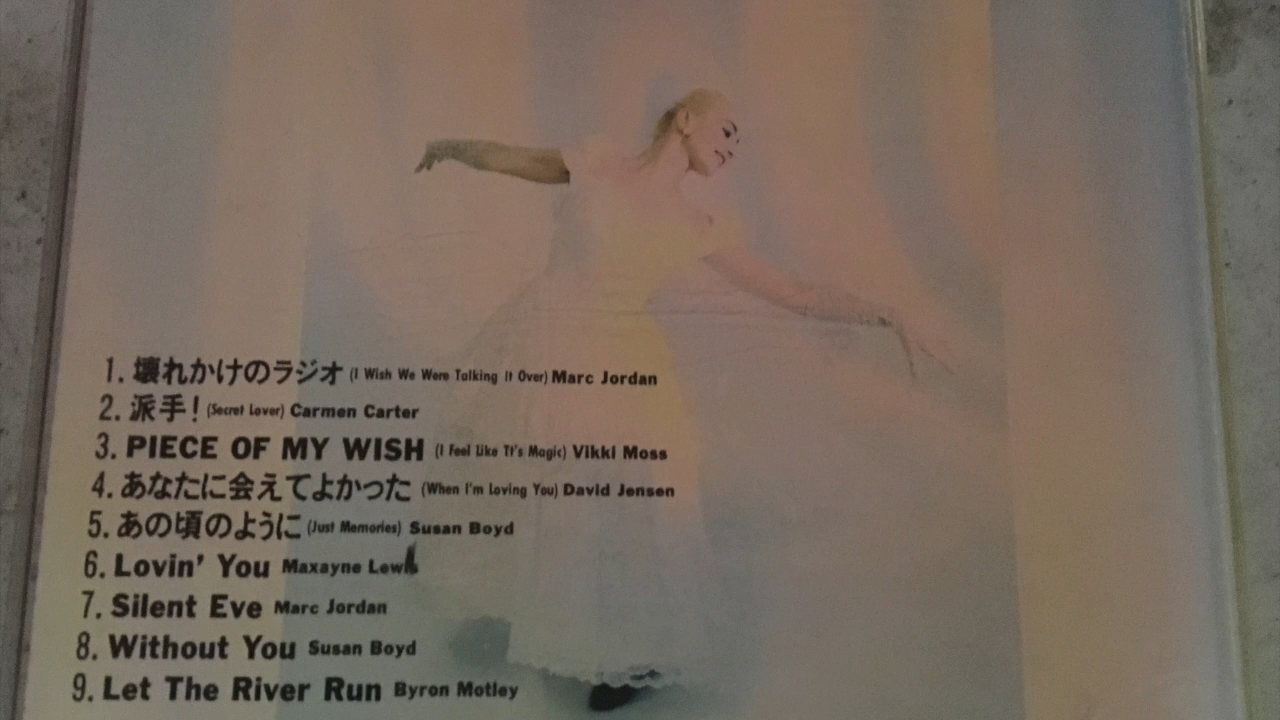 1. 壊れかけのラジオ (I Wish We Were Talking It Over) Marc Jordan
2. 派手! (Secret Lover) Carmen Carter
3. PIECE OF MY WISH (I Feel Like Tt's Magic) Vikki Moss
4. あなたに会えてよかった (When I'm Loving You) David Jensen
5. あの頃のように (Just Memories) Susan Boyd
6. Lovin' You Maxayne Lewis
7. Silent Eve Marc Jordan
8. Without You Susan Boyd
9. Let The River Run Byron Motley